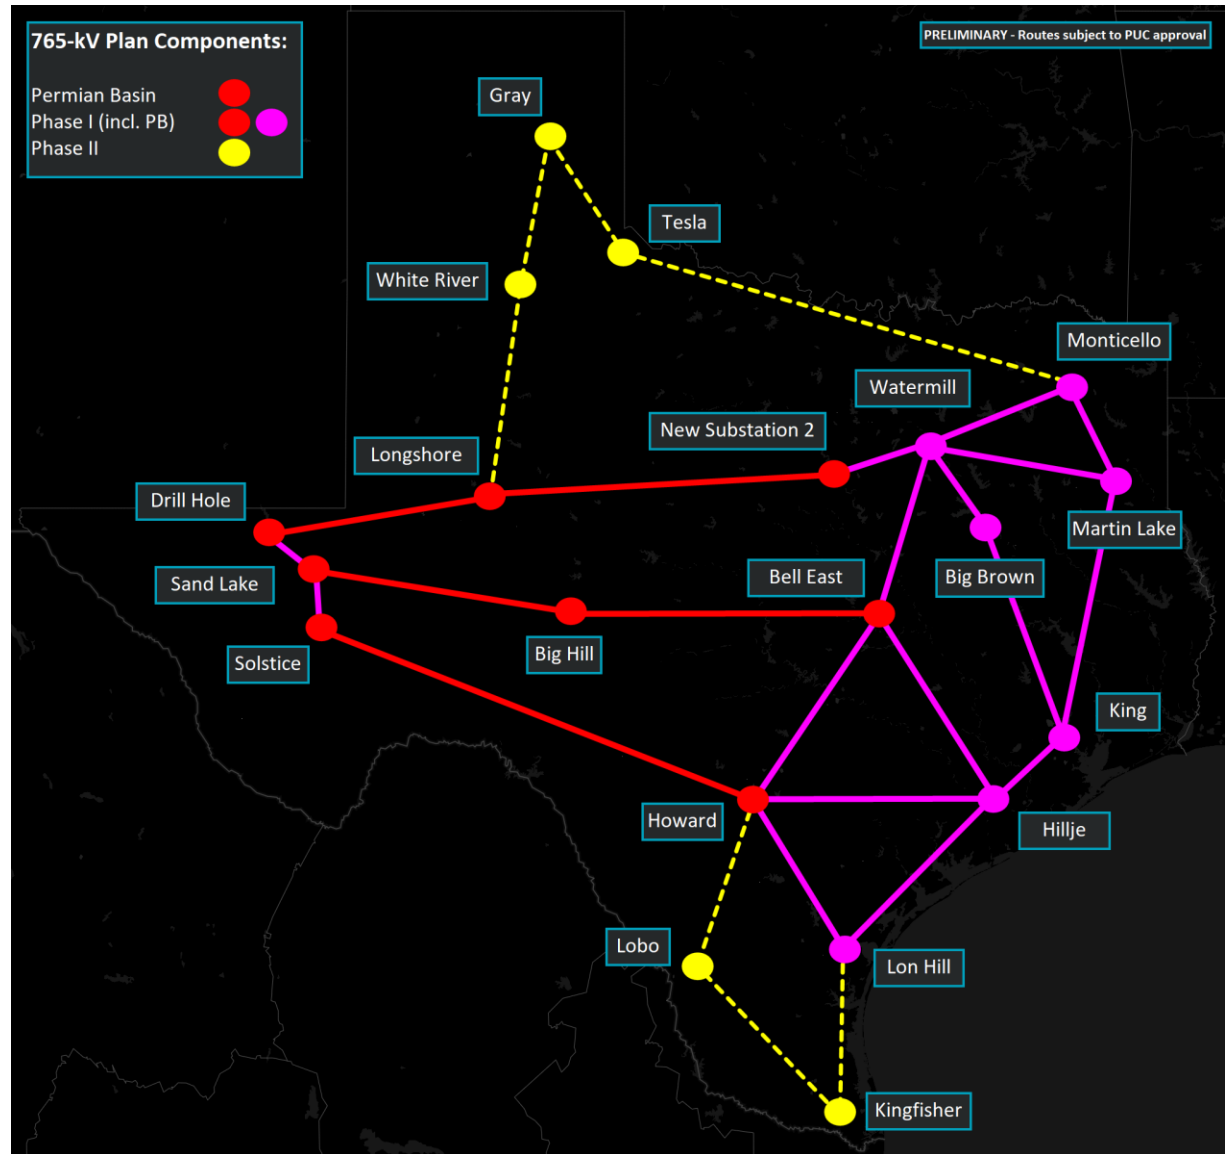 765-kV Plan Components:
Permian Basin
Phase I (incl. PB)
Phase II
PRELIMINARY - Routes subject to PUC approval
Gray
Tesla
White River
Monticello
Watermill
New Substation 2
Longshore
Drill Hole
Martin Lake
Sand Lake
Bell East
Big Brown
Big Hill
Solstice
King
Howard
Hillje
Lobo
Lon Hill
Kingfisher